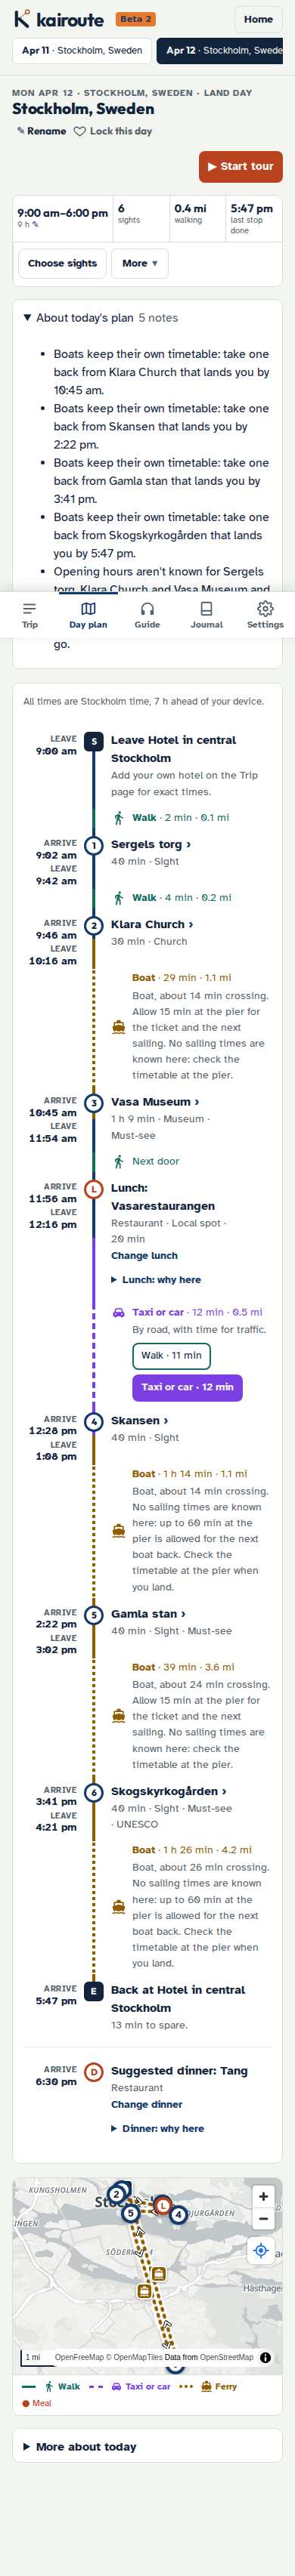 kairoute
Beta 2
Home
Apr 11 · Stockholm, Sweden
Apr 12 · Stockholm, Swede
MON APR 12 · STOCKHOLM, SWEDEN · LAND DAY
Stockholm, Sweden
✎ Rename
Lock this day
▶ Start tour
9:00 am–6:00 pm
9 h ✎
6
sights
0.4 mi
walking
5:47 pm
last stop
done
Choose sights
More ▾
▼ About today's plan 5 notes
• Boats keep their own timetable: take one
back from Klara Church that lands you by
10:45 am.
• Boats keep their own timetable: take one
back from Skansen that lands you by
2:22 pm.
• Boats keep their own timetable: take one
back from Gamla stan that lands you by
3:41 pm.
• Boats keep their own timetable: take one
back from Skogskyrkogården that lands
you by 5:47 pm.
• Opening hours aren't known for Sergels
torg, Klara Church and Vasa Museum and
Trip
Day plan
Guide
Journal
Settings
go.
All times are Stockholm time, 7 h ahead of your device.
LEAVE
9:00 am
S
Leave Hotel in central
Stockholm
Add your own hotel on the Trip
page for exact times.
Walk · 2 min · 0.1 mi
ARRIVE
9:02 am
LEAVE
9:42 am
1
Sergels torg ›
40 min · Sight
Walk · 4 min · 0.2 mi
ARRIVE
9:46 am
LEAVE
10:16 am
2
Klara Church ›
30 min · Church
Boat · 29 min · 1.1 mi
Boat, about 14 min crossing.
Allow 15 min at the pier for
the ticket and the next
sailing. No sailing times are
known here: check the
timetable at the pier.
ARRIVE
10:45 am
LEAVE
11:54 am
3
Vasa Museum ›
1 h 9 min · Museum ·
Must-see
Next door
ARRIVE
11:56 am
LEAVE
12:16 pm
L
Lunch:
Vasarestaurangen
Restaurant · Local spot ·
20 min
Change lunch
▶ Lunch: why here
Taxi or car · 12 min · 0.5 mi
By road, with time for traffic.
Walk · 11 min
Taxi or car · 12 min
ARRIVE
12:28 pm
LEAVE
1:08 pm
4
Skansen ›
40 min · Sight
Boat · 1 h 14 min · 1.1 mi
Boat, about 14 min crossing.
No sailing times are known
here: up to 60 min at the
pier is allowed for the next
boat back. Check the
timetable at the pier when
you land.
ARRIVE
2:22 pm
LEAVE
3:02 pm
5
Gamla stan ›
40 min · Sight · Must-see
Boat · 39 min · 3.6 mi
Boat, about 24 min crossing.
Allow 15 min at the pier for
the ticket and the next
sailing. No sailing times are
known here: check the
timetable at the pier.
ARRIVE
3:41 pm
LEAVE
4:21 pm
6
Skogskyrkogården ›
40 min · Sight · Must-see
· UNESCO
Boat · 1 h 26 min · 4.2 mi
Boat, about 26 min crossing.
No sailing times are known
here: up to 60 min at the
pier is allowed for the next
boat back. Check the
timetable at the pier when
you land.
ARRIVE
5:47 pm
E
Back at Hotel in central
Stockholm
13 min to spare.
ARRIVE
6:30 pm
D
Suggested dinner: Tang
Restaurant
Change dinner
▶ Dinner: why here
KUNGSHOLMEN
2
L
5
4
INGEN
+
−
Hästhage
1 mi
OpenFreeMap © OpenMapTiles Data from OpenStreetMap
Walk
Taxi or car
Ferry
Meal
▶ More about today